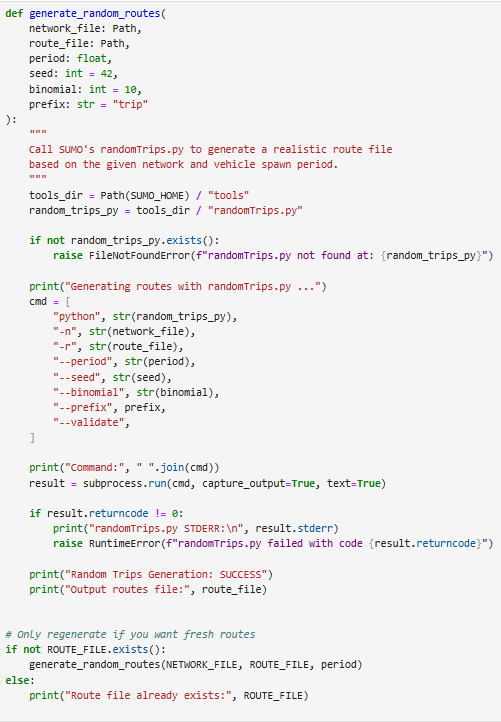 def generate_random_routes(
    network_file: Path,
    route_file: Path,
    period: float,
    seed: int = 42,
    binomial: int = 10,
    prefix: str = "trip"
):
    """
    Call SUMO's randomTrips.py to generate a realistic route file
    based on the given network and vehicle spawn period.
    """
    tools_dir = Path(SUMO_HOME) / "tools"
    random_trips_py = tools_dir / "randomTrips.py"

    if not random_trips_py.exists():
        raise FileNotFoundError(f"randomTrips.py not found at: {random_trips_py}")

    print("Generating routes with randomTrips.py ...")
    cmd = [
        "python", str(random_trips_py),
        "-n", str(network_file),
        "-r", str(route_file),
        "--period", str(period),
        "--seed", str(seed),
        "--binomial", str(binomial),
        "--prefix", prefix,
        "--validate",
    ]

    print("Command:", " ".join(cmd))
    result = subprocess.run(cmd, capture_output=True, text=True)

    if result.returncode != 0:
        print("randomTrips.py STDERR:\n", result.stderr)
        raise RuntimeError(f"randomTrips.py failed with code {result.returncode}")

    print("Random Trips Generation: SUCCESS")
    print("Output routes file:", route_file)


# Only regenerate if you want fresh routes
if not ROUTE_FILE.exists():
    generate_random_routes(NETWORK_FILE, ROUTE_FILE, period)
else:
    print("Route file already exists:", ROUTE_FILE)